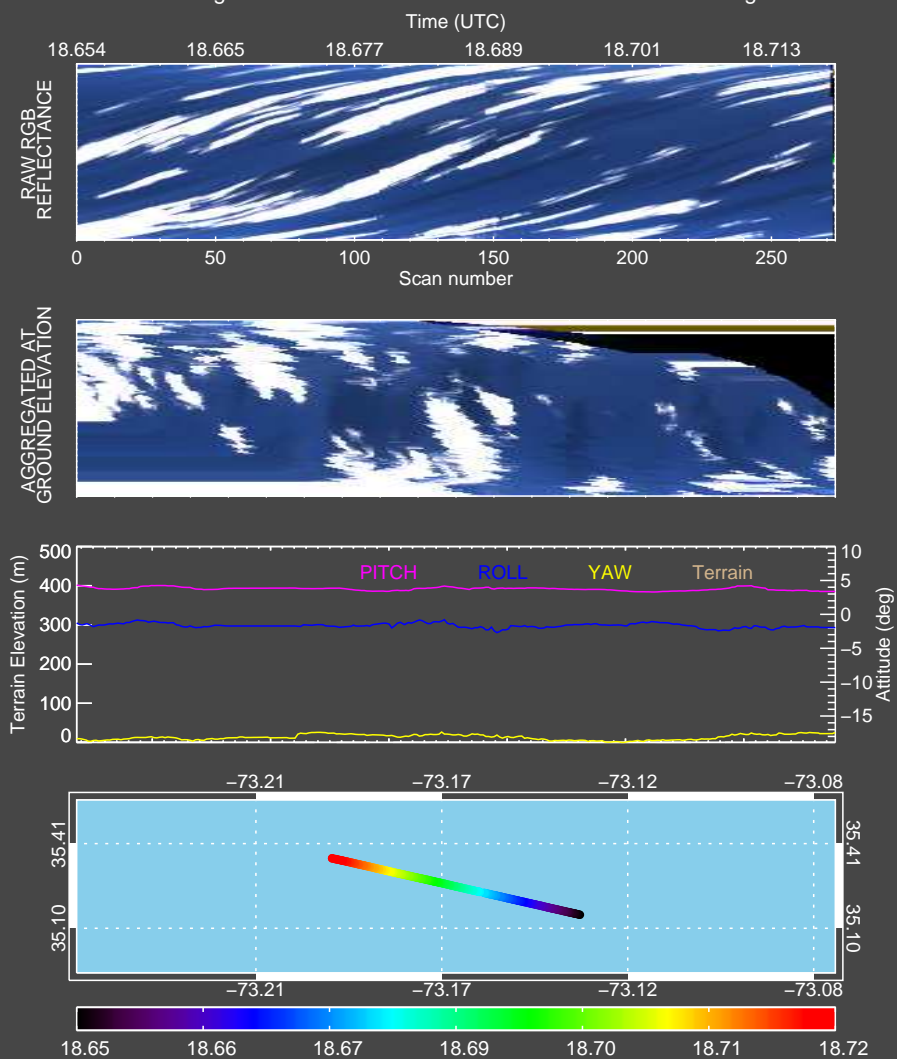 Time (UTC)
18.654 18.665 18.677 18.689 18.701 18.713
RAW RGB
REFLECTANCE
0 50 100 150 200 250
Scan number
AGGREGATED AT
GROUND ELEVATION
Terrain Elevation (m)
500
400
300
200
100
0
PITCH ROLL YAW Terrain
10
5
0
−5
−10
−15
Attitude (deg)
−73.21 −73.17 −73.12 −73.08
35.41
35.10
35.41
35.10
−73.21 −73.17 −73.12 −73.08
18.65 18.66 18.67 18.69 18.70 18.71 18.72